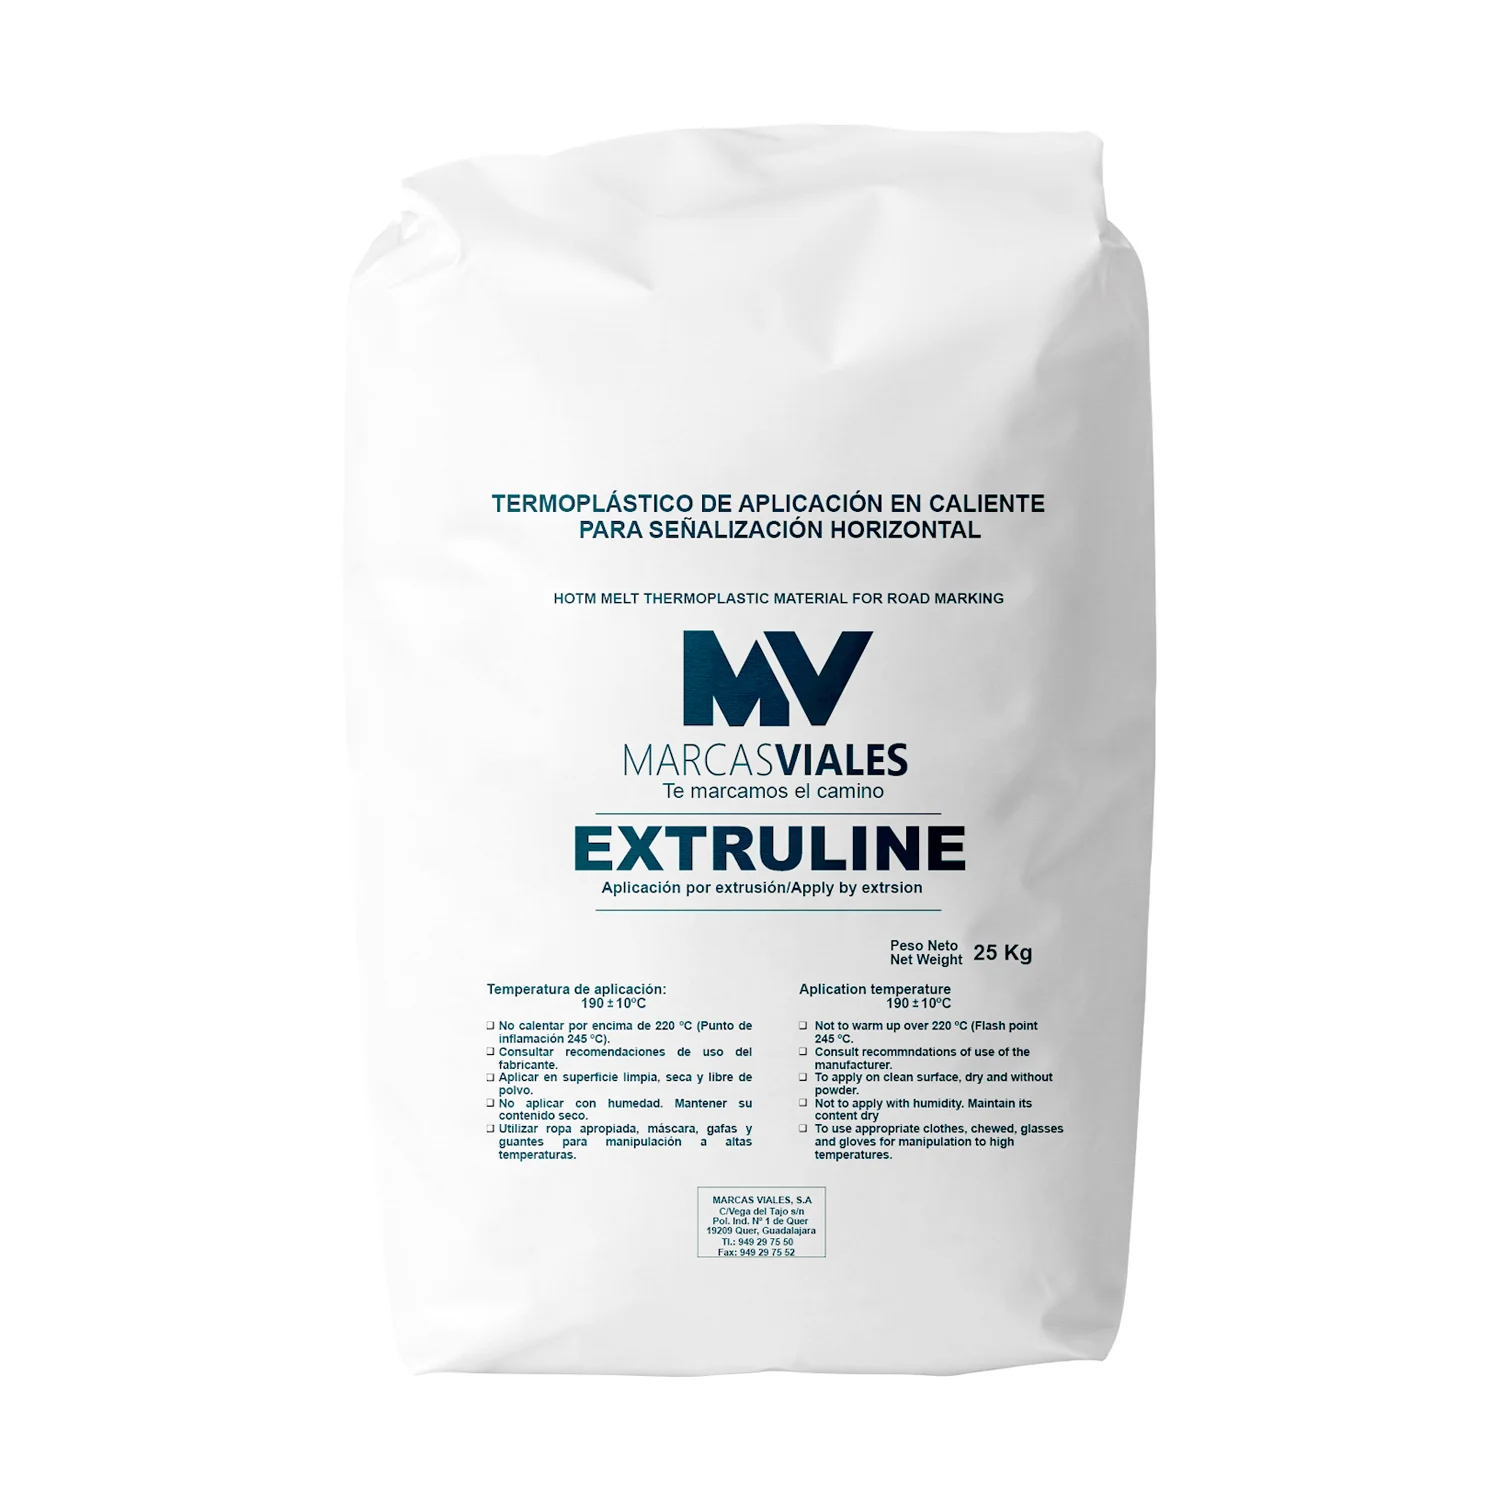 TERMOPLÁSTICO DE APLICACIÓN EN CALIENTE
PARA SEÑALIZACIÓN HORIZONTAL
HOTM MELT THERMOPLASTIC MATERIAL FOR ROAD MARKING
MV
MARCASVIALES
Te marcamos el camino
EXTRULINE
Aplicación por extrusión/Apply by extrsion
Peso Neto
Net Weight 25 Kg
Temperatura de aplicación:
190 ± 10ºC
❑ No calentar por encima de 220 ºC (Punto de
inflamación 245 ºC).
❑ Consultar recomendaciones de uso del
fabricante.
❑ Aplicar en superficie limpia, seca y libre de
polvo.
❑ No aplicar con humedad. Mantener su
contenido seco.
❑ Utilizar ropa apropiada, máscara, gafas y
guantes para manipulación a altas
temperaturas.
Aplication temperature
190 ± 10ºC
❑ Not to warm up over 220 ºC (Flash point
245 ºC.
❑ Consult recommndations of use of the
manufacturer.
❑ To apply on clean surface, dry and without
powder.
❑ Not to apply with humidity. Maintain its
content dry
❑ To use appropriate clothes, chewed, glasses
and gloves for manipulation to high
temperatures.
MARCAS VIALES, S.A
C/Vega del Tajo s/n
Pol. Ind. Nº 1 de Quer
19209 Quer, Guadalajara
Tl.: 949 29 75 50
Fax: 949 29 75 52